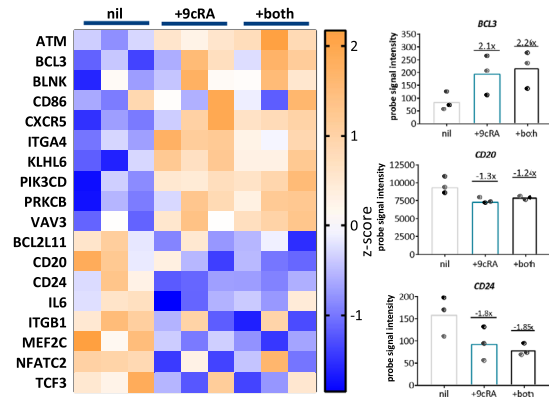 nil +9cRA +both
ATM
BCL3
BLNK
CD86
CXCR5
ITGA4
KLHL6
PIK3CD
PRKCB
VAV3
BCL2L11
CD20
CD24
IL6
ITGB1
MEF2C
NFATC2
TCF3
2
1
0
-1
z-score
BCL3
probe signal intensity
350
300
250
200
150
100
50
0
2.1x
2.2x
nil +9cRA +both
CD20
probe signal intensity
12500
10000
7500
5000
2500
0
-1.3x
-1.2x
nil +9cRA +both
CD24
probe signal intensity
200
150
100
50
0
-1.8x
-1.85
nil +9cRA +both